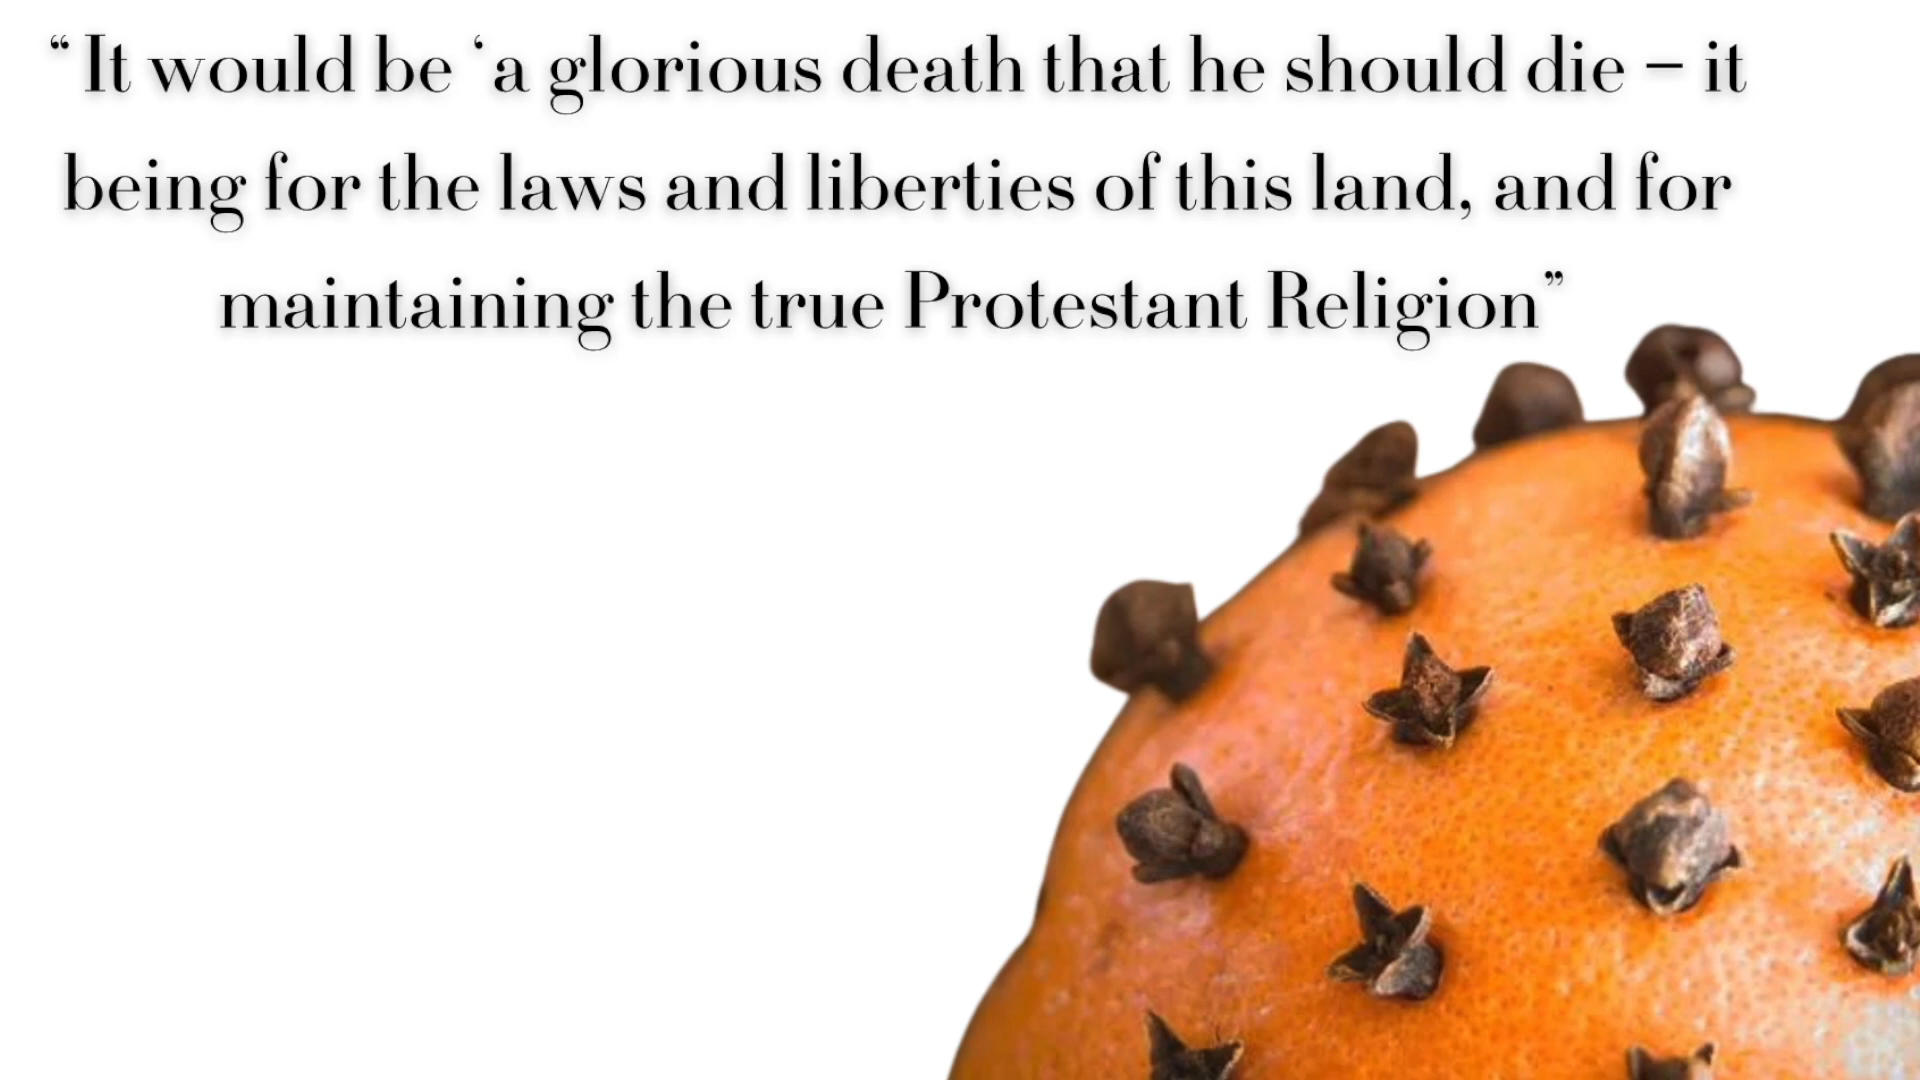 “It would be ‘a glorious death that he should die – it
being for the laws and liberties of this land, and for
maintaining the true Protestant Religion”